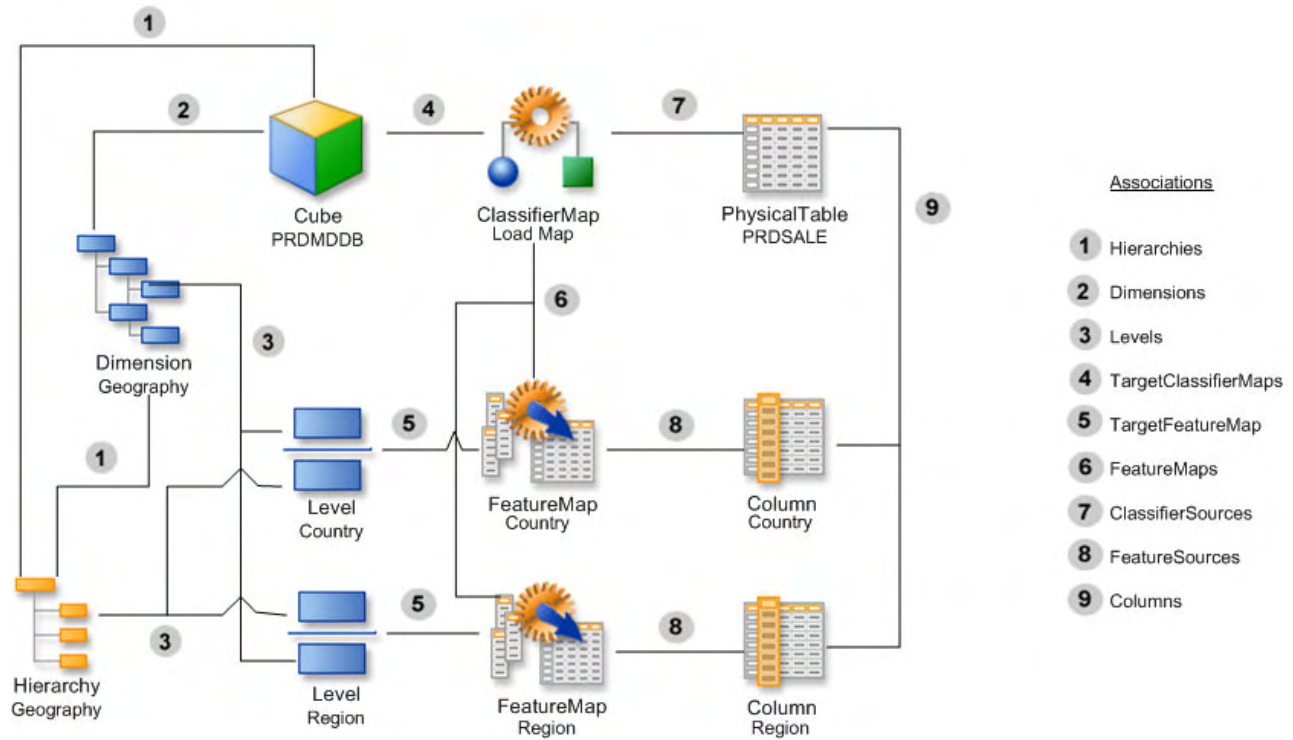 1
2
4
7
Cube
PRDMDDB
ClassifierMap
Load Map
PhysicalTable
PRDSALE
9
6
3
Dimension
Geography
1
5
8
Level
Country
FeatureMap
Country
Column
Country
3
5
8
Hierarchy
Geography
Level
Region
FeatureMap
Region
Column
Region
Associations
1 Hierarchies
2 Dimensions
3 Levels
4 TargetClassifierMaps
5 TargetFeatureMap
6 FeatureMaps
7 ClassifierSources
8 FeatureSources
9 Columns